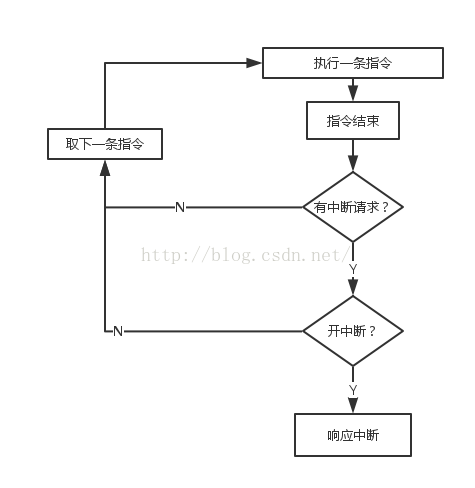 执行一条指令
指令结束
取下一条指令
有中断请求？
N
http://blog.csdn.net/
Y
开中断？
N
Y
响应中断